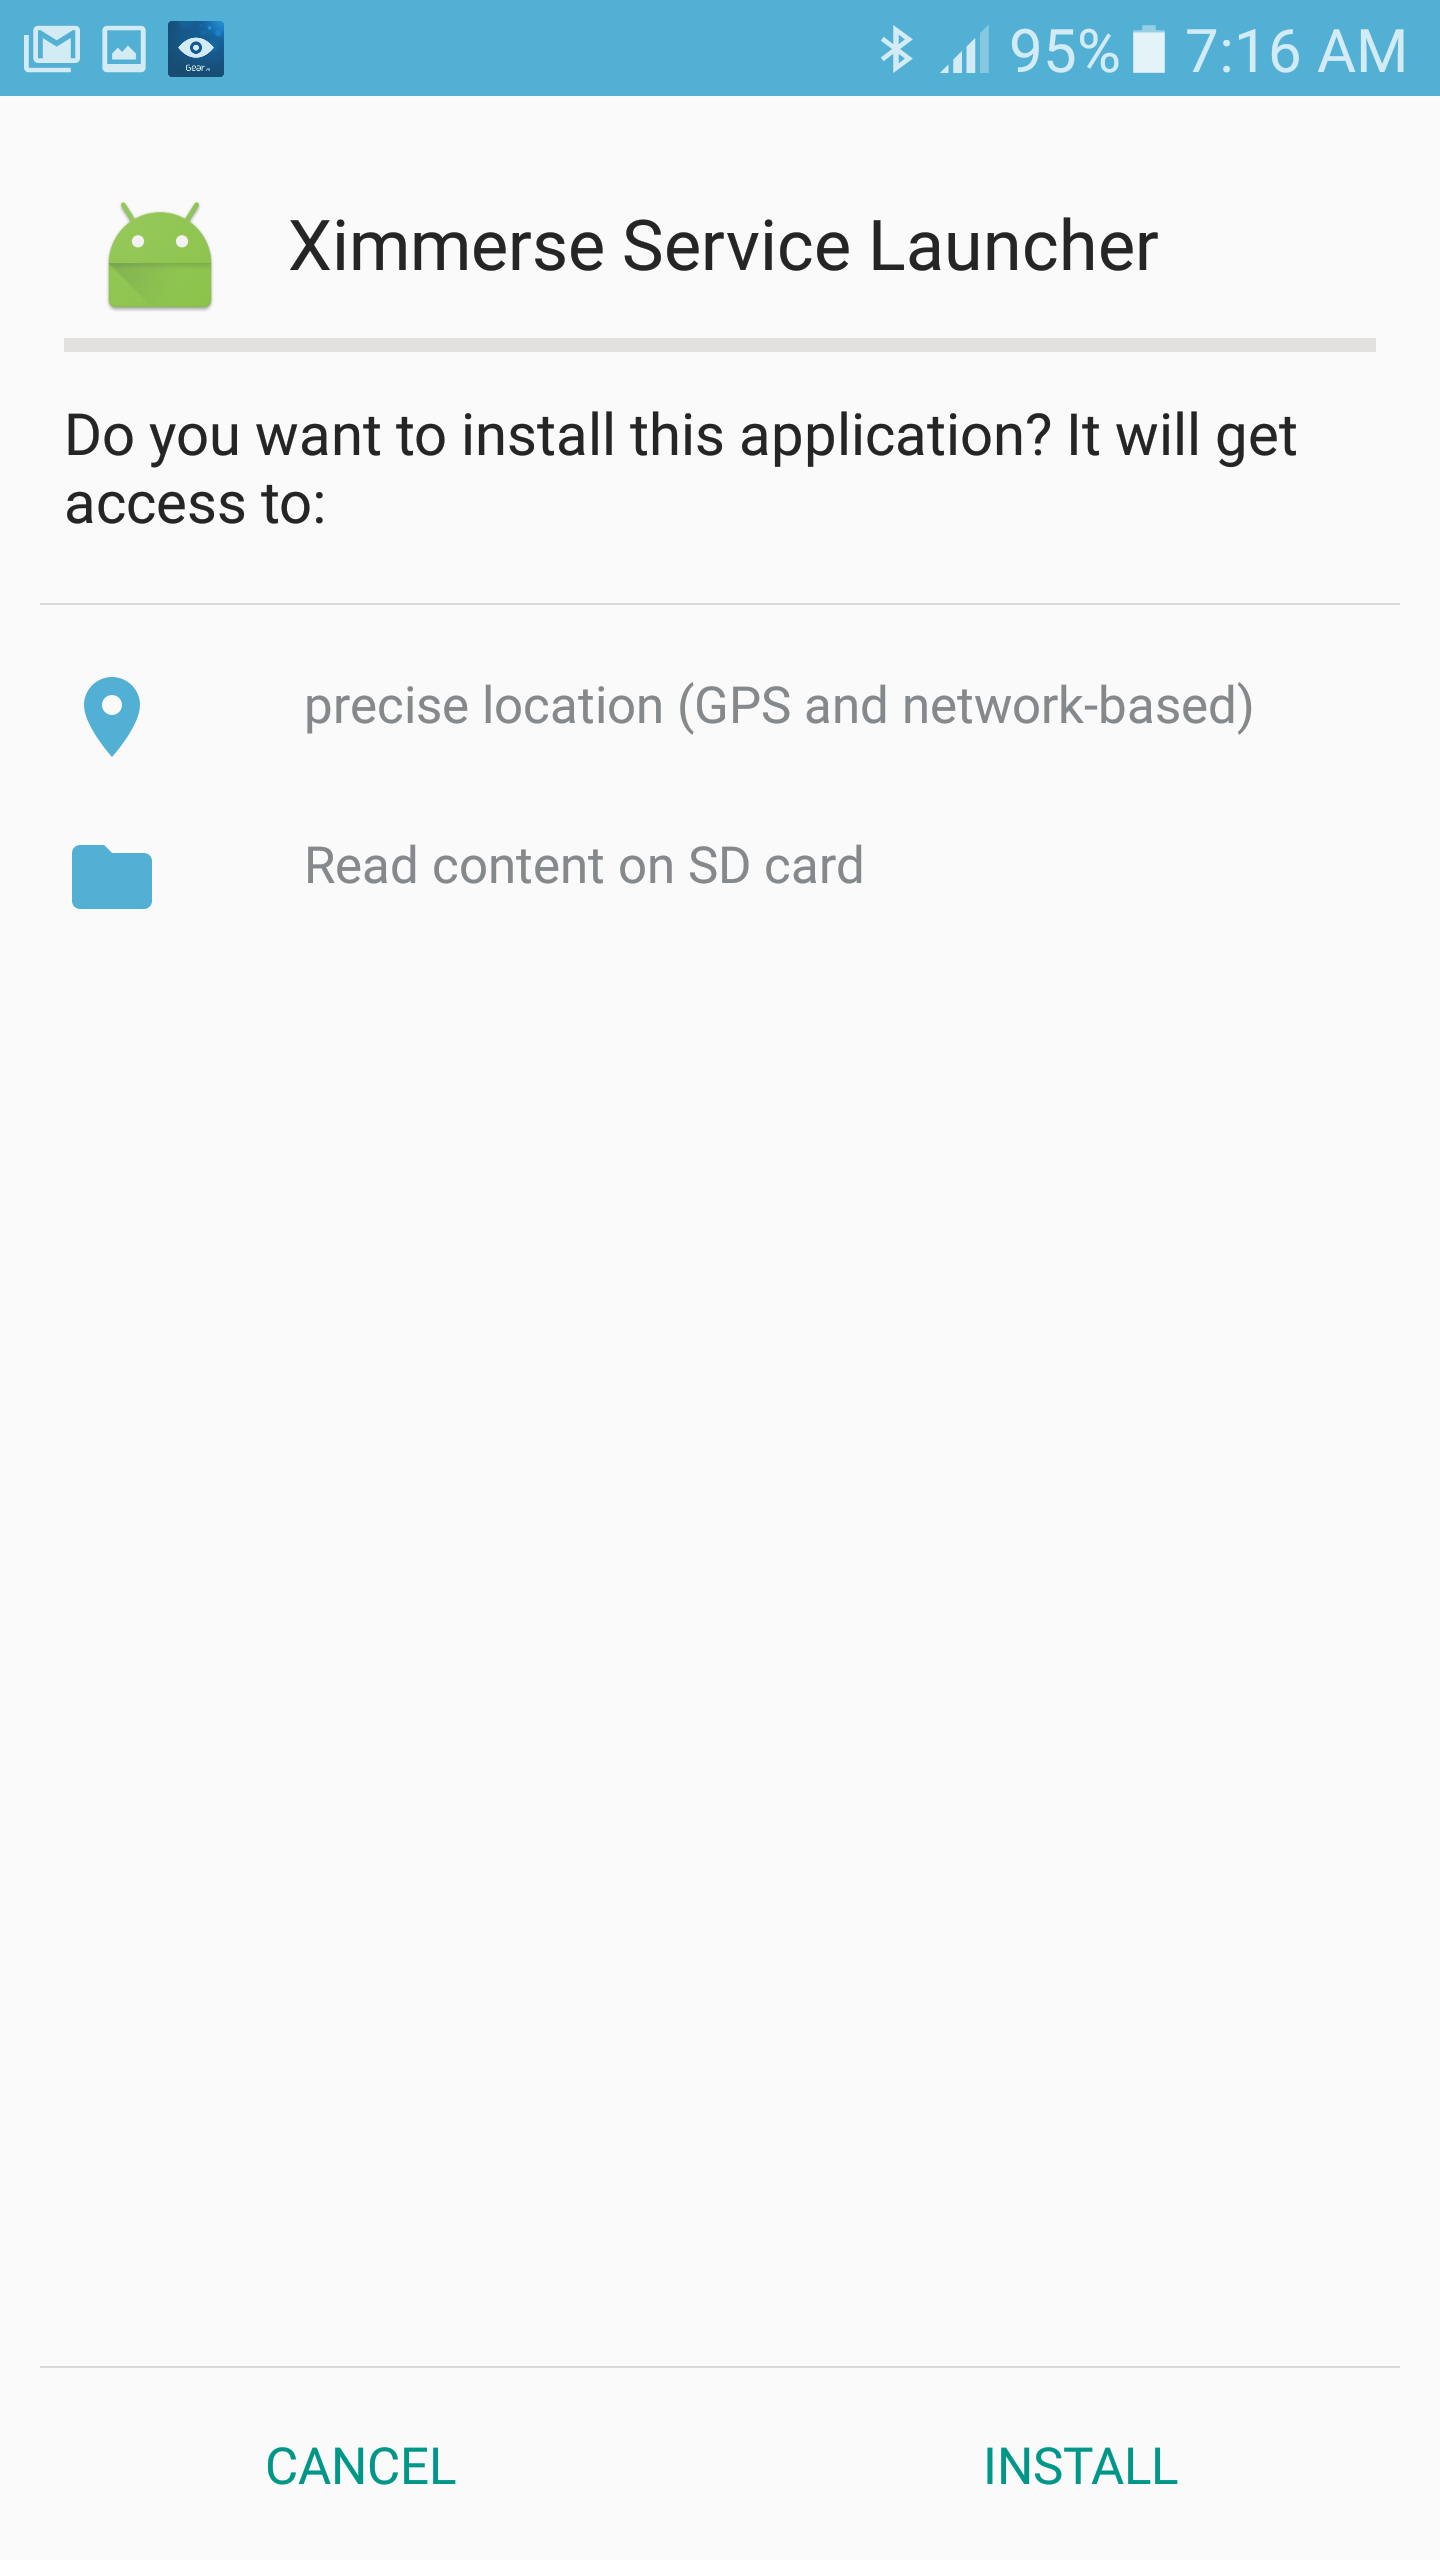 Gear
95% 7:16 AM
Ximmerse Service Launcher
Do you want to install this application? It will get
access to:
precise location (GPS and network-based)
Read content on SD card
CANCEL INSTALL